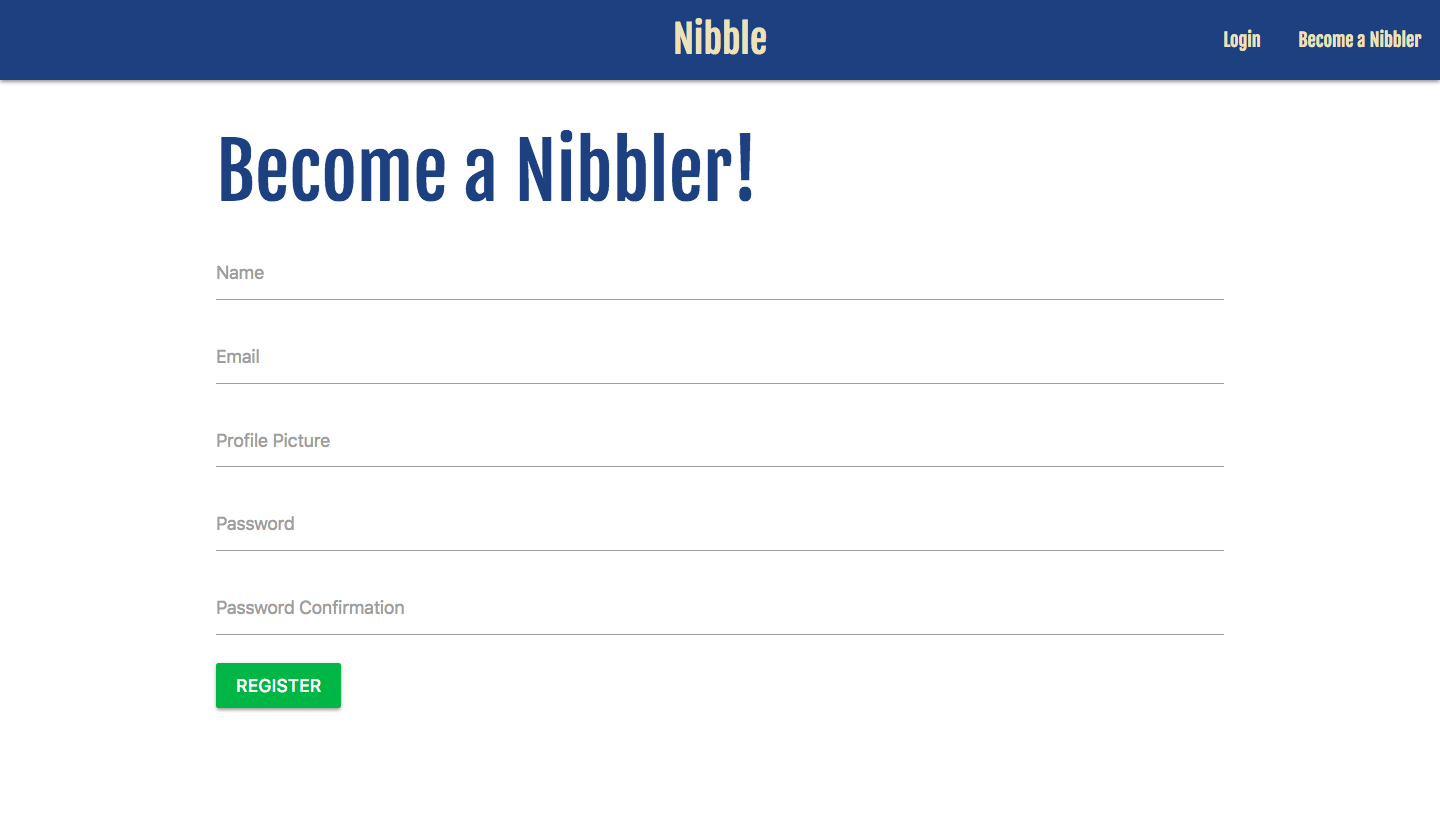 Nibble
Login Become a Nibbler
Become a Nibbler!
Name
Email
Profile Picture
Password
Password Confirmation
REGISTER